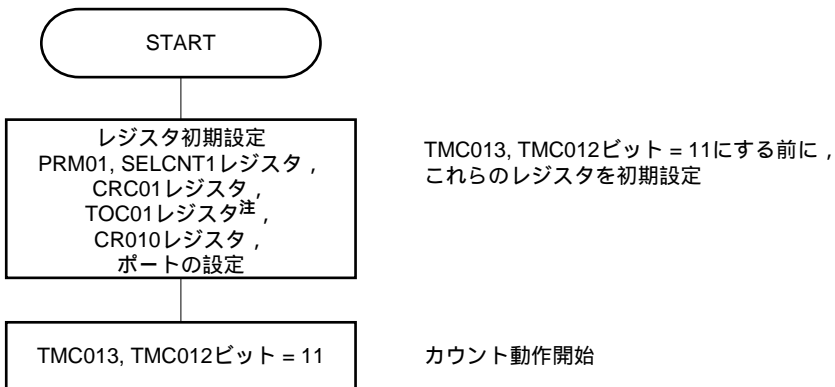 START
レジスタ初期設定
PRM01, SELCNT1レジスタ，
CRC01レジスタ，
TOC01レジスタ注，
CR010レジスタ，
ポートの設定
TMC013, TMC012ビット = 11にする前に，
これらのレジスタを初期設定
TMC013, TMC012ビット = 11
カウント動作開始